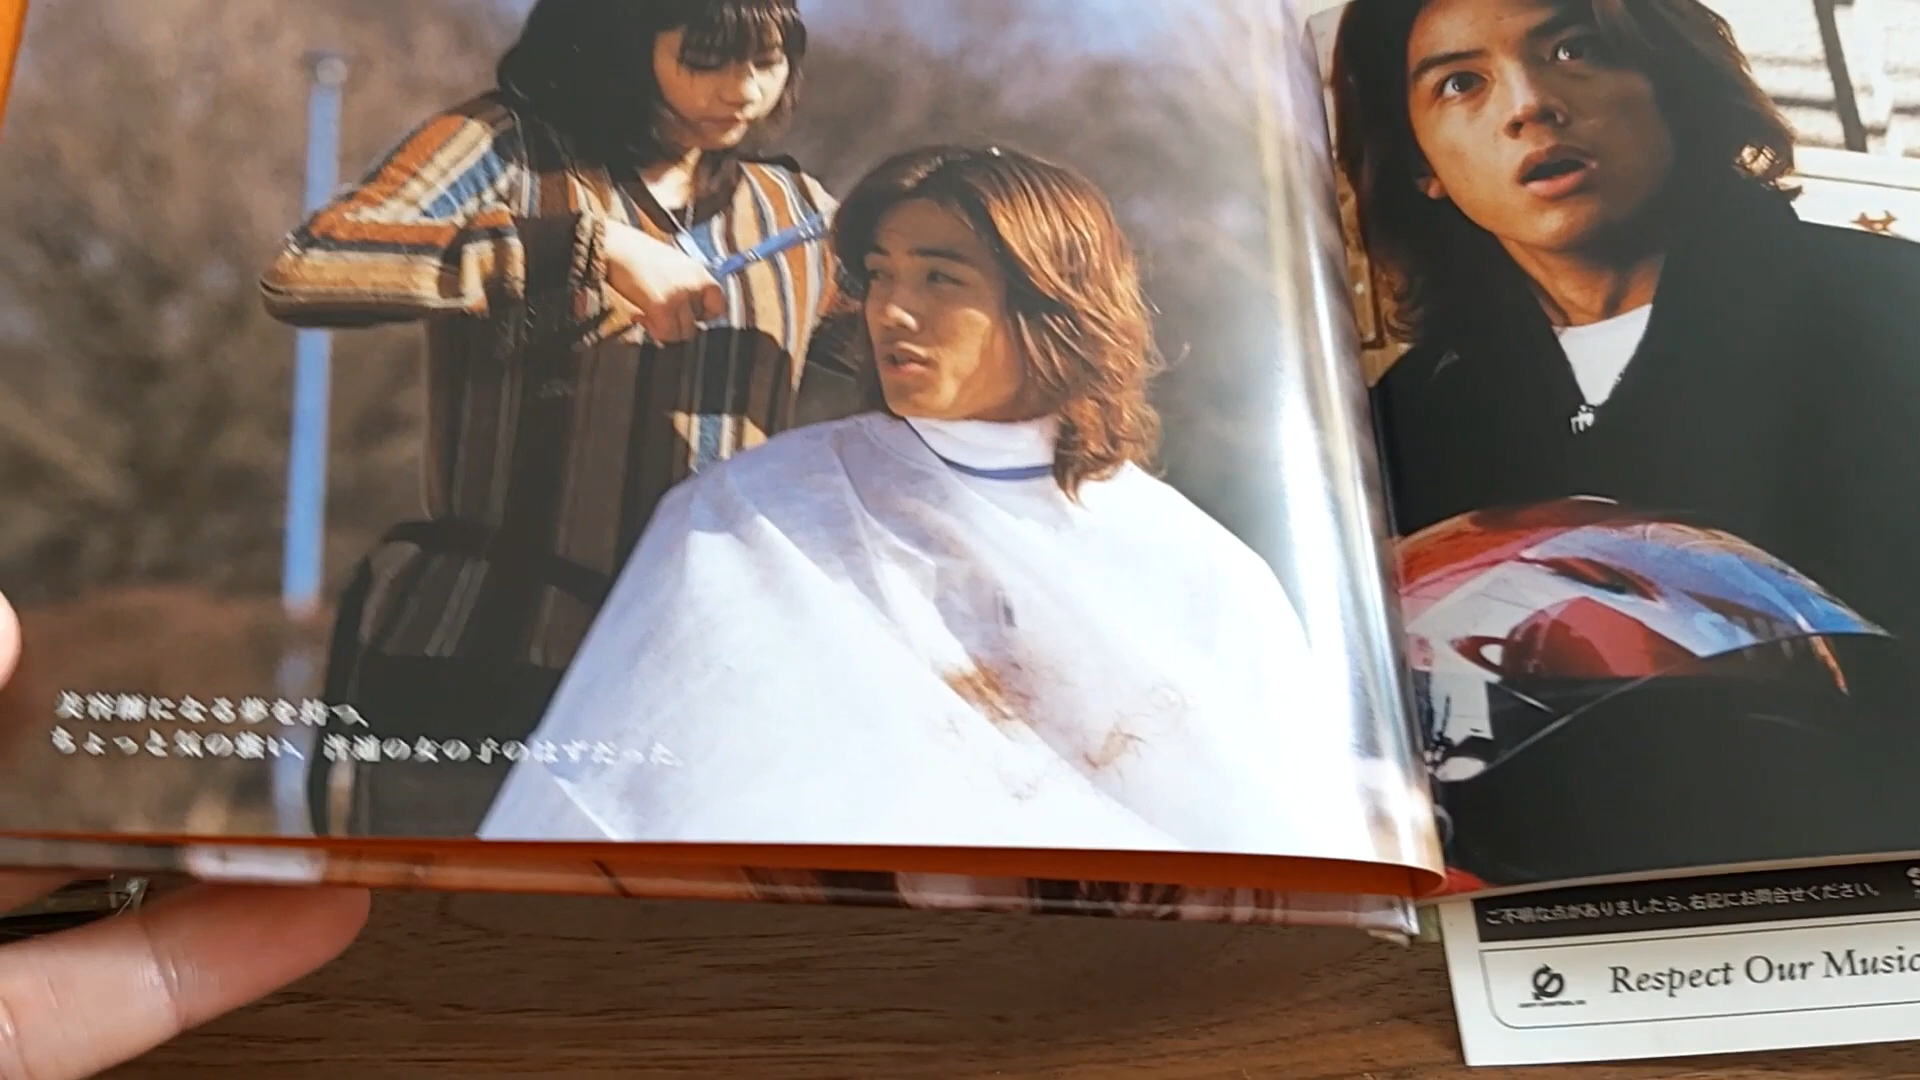 美容師になる夢を持つ、
ちょっと気の強い、普通の女の子のはずだった。
ご不明な点がありましたら、右記にお問合せください。
Respect Our Music